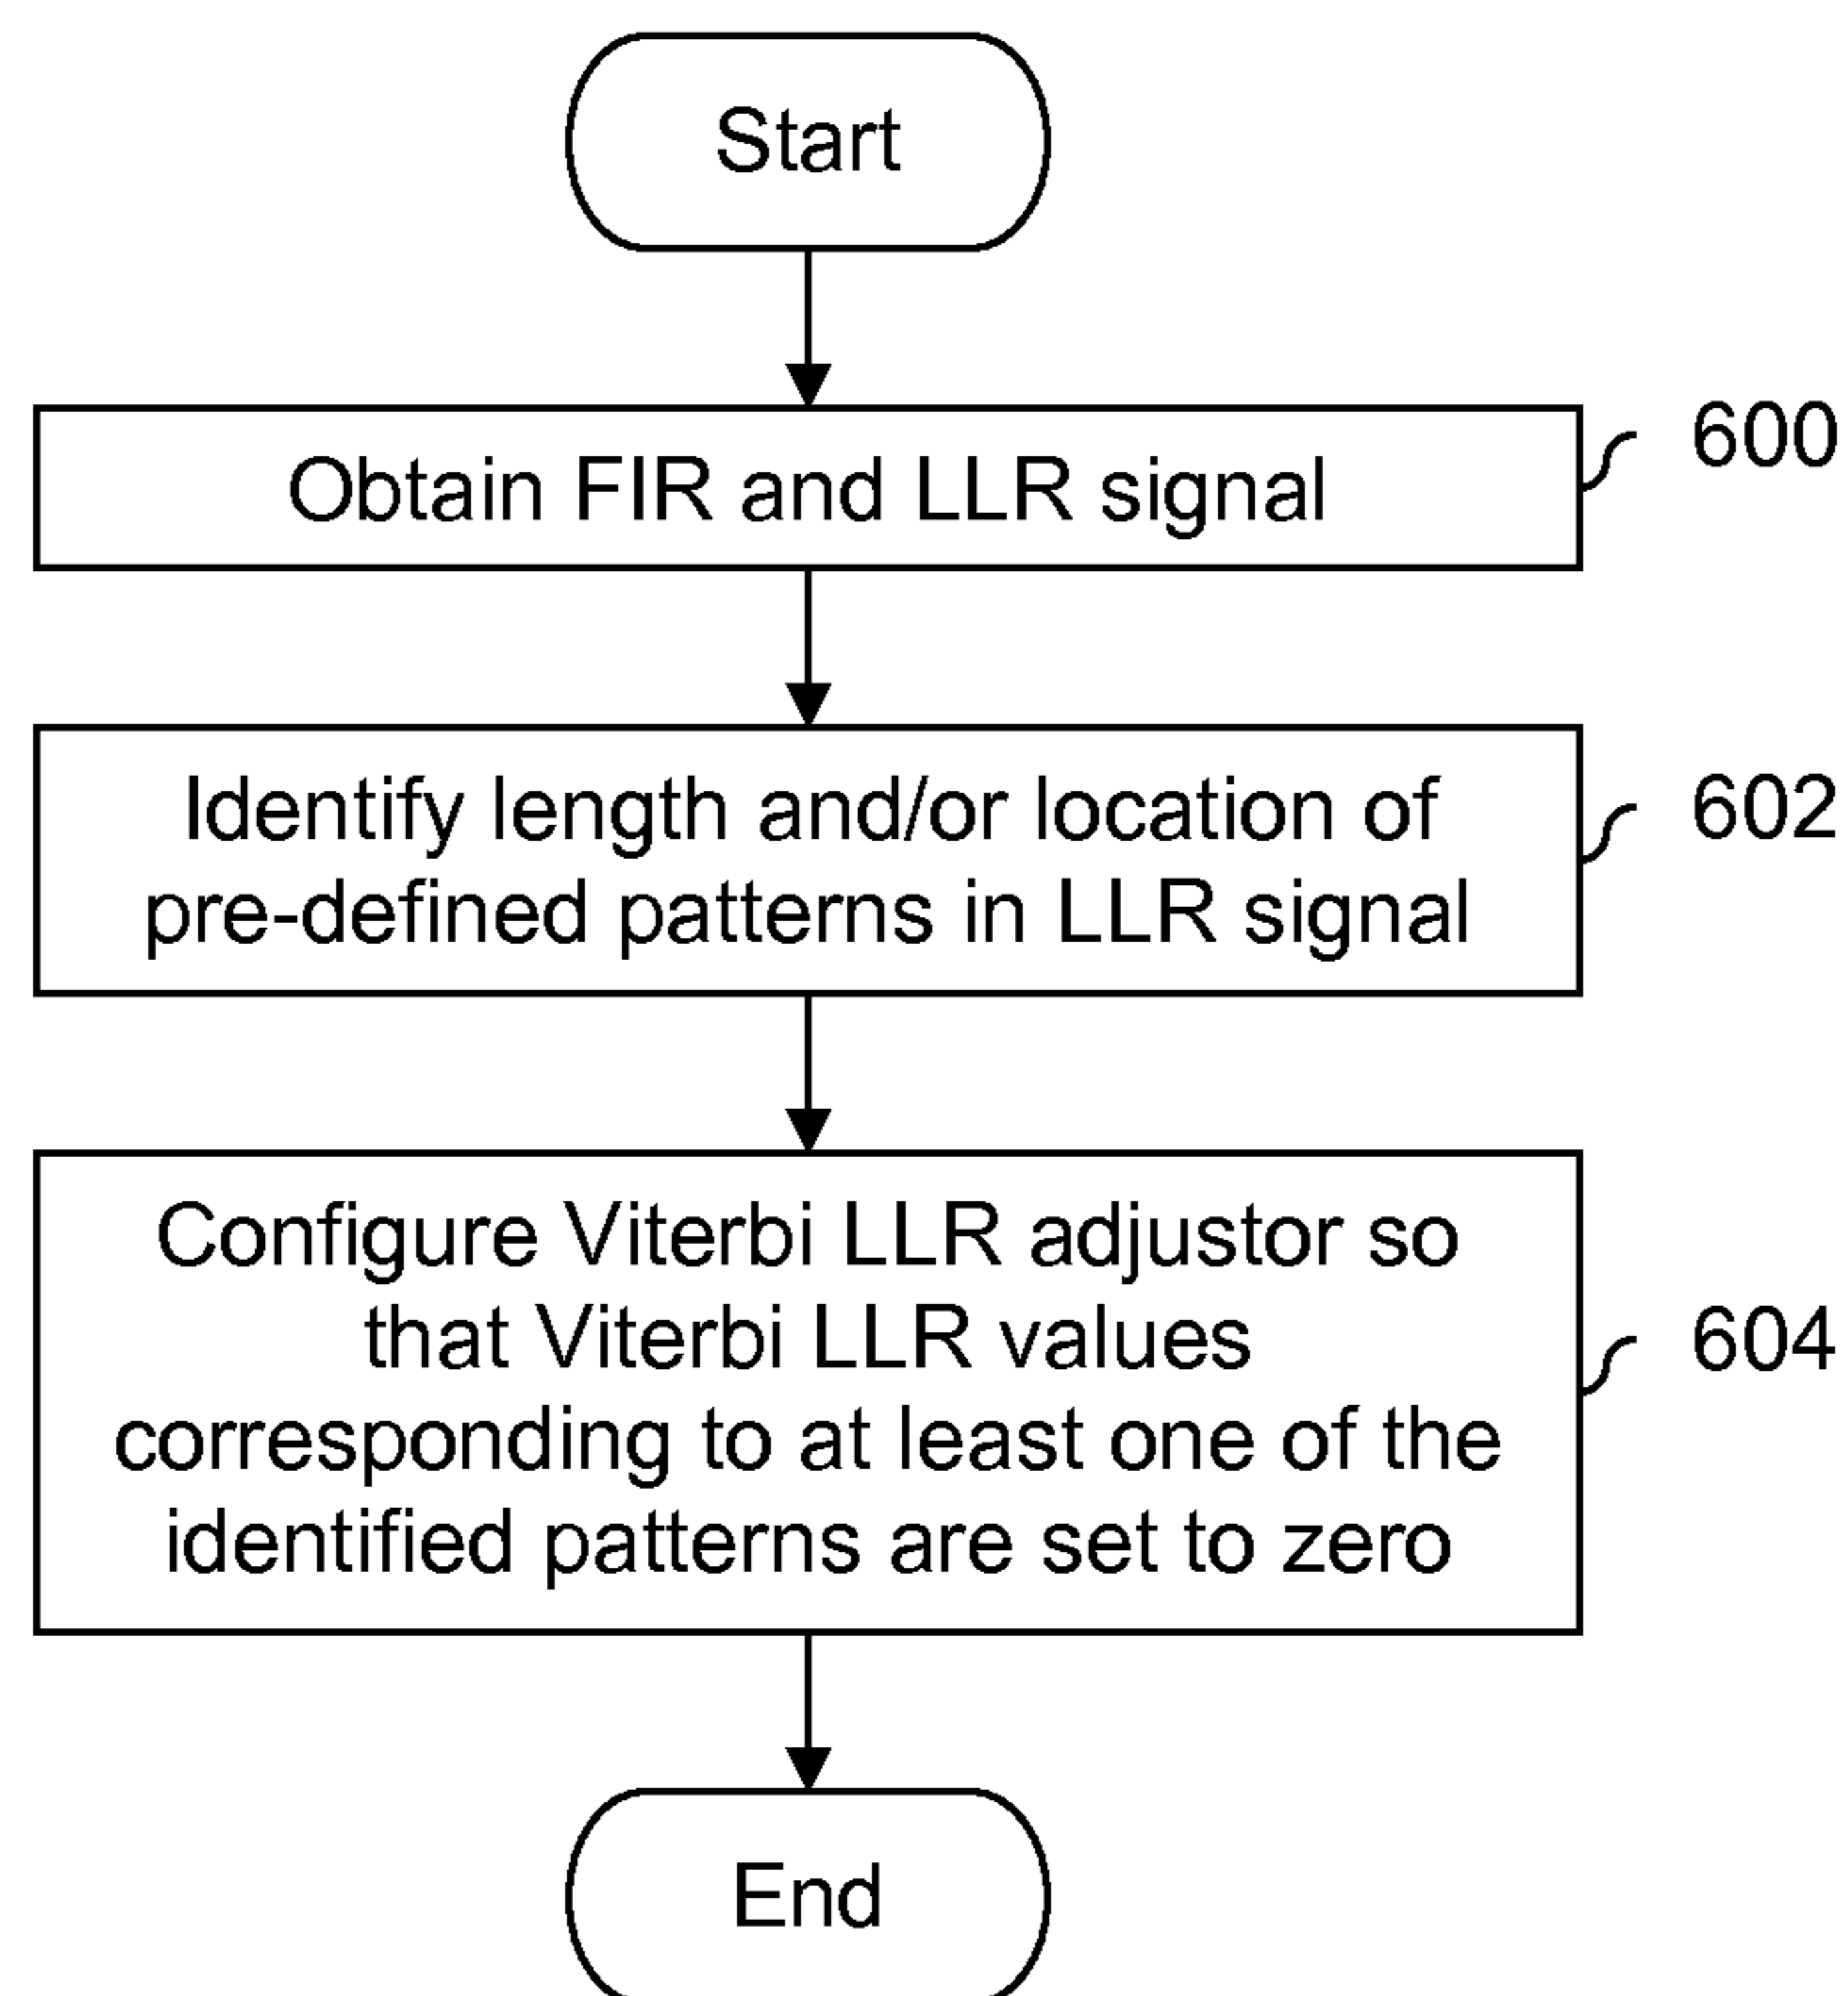 Start
Obtain FIR and LLR signal
600
Identify length and/or location of
pre-defined patterns in LLR signal
602
Configure Viterbi LLR adjustor so
that Viterbi LLR values
corresponding to at least one of the
identified patterns are set to zero
604
End